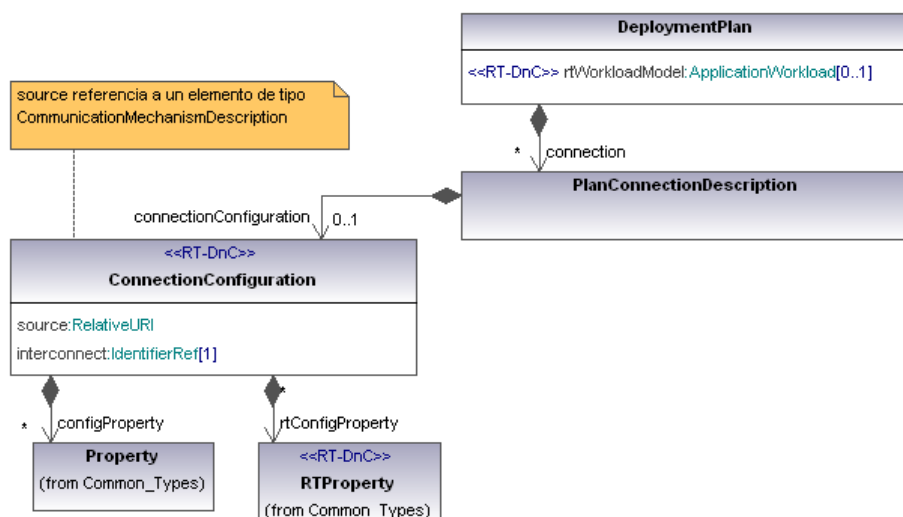 DeploymentPlan
<<RT-DnC>> rtWorkloadModel:ApplicationWorkload[0..1]
source referencia a un elemento de tipo
CommunicationMechanismDescription
* connection
PlanConnectionDescription
connectionConfiguration 0..1
<<RT-DnC>>
ConnectionConfiguration
source:RelativeURI
interconnect:IdentifierRef[1]
* configProperty
* rtConfigProperty
Property
(from Common_Types)
<<RT-DnC>>
RTProperty
(from Common_Types)